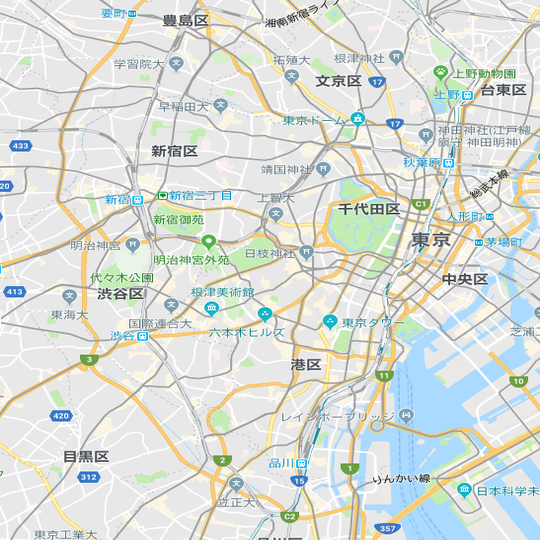 要町
豊島区
湘南新宿ライ
学習院大
拓殖大
根津神社
文京区
17
上野動物園
上野
台東区
早稲田大
東京ドーム
17
433
神田神社(江戸総
鎮守 神田明神)
新宿区
靖国神社
秋葉原
20
総武本線
新宿
新宿三丁目
上智大
千代田区
C1
人形町
新宿御苑
東京
茅場町
明治神宮
明治神宮外苑
日枝神社
代々木公園
中央区
413
渋谷区
根津美術館
東海大
国際連合大
六本木ヒルズ
東京タワー
芝浦工
渋谷
3
港区
11
10
420
レインボーブリッジ
目黒区
2
品川
1
312
立正大
15
りんかい線
日本科学未
C2
357
東京工業大
品川区